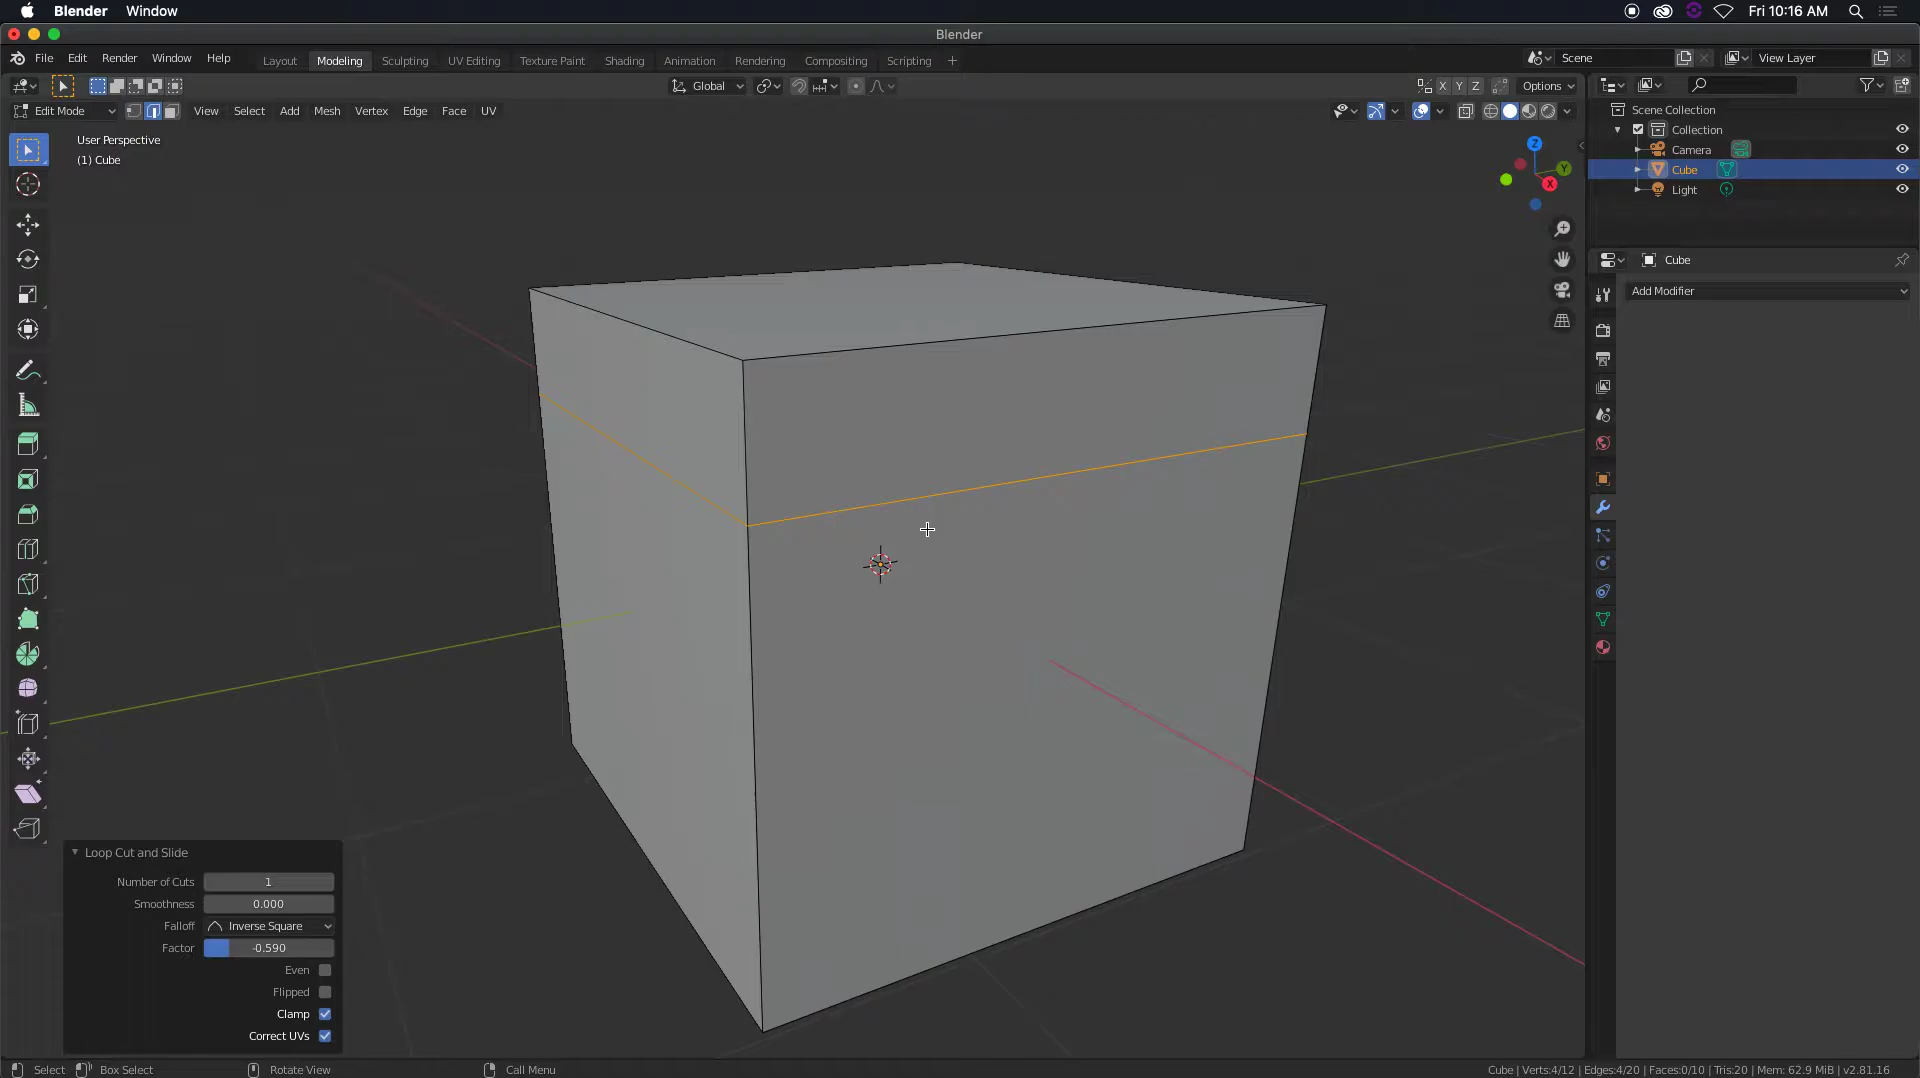 Blender Window Fri 10:16 AM
Blender
File Edit Render Window Help Layout Modeling Sculpting UV Editing Texture Paint Shading Animation Rendering Compositing Scripting Scene View Layer
Global X Y Z Options
Edit Mode View Select Add Mesh Vertex Edge Face UV
Scene Collection
Collection
Camera
Cube
Light
User Perspective
(1) Cube
Z
Y
X
Cube
Add Modifier
Loop Cut and Slide
Number of Cuts 1
Smoothness 0.000
Falloff Inverse Square
Factor -0.590
Even
Flipped
Clamp
Correct UVs
Select Box Select Rotate View Call Menu Cube | Verts:4/12 | Edges:4/20 | Faces:0/10 | Tris:20 | Mem: 62.9 MiB | v2.81.16